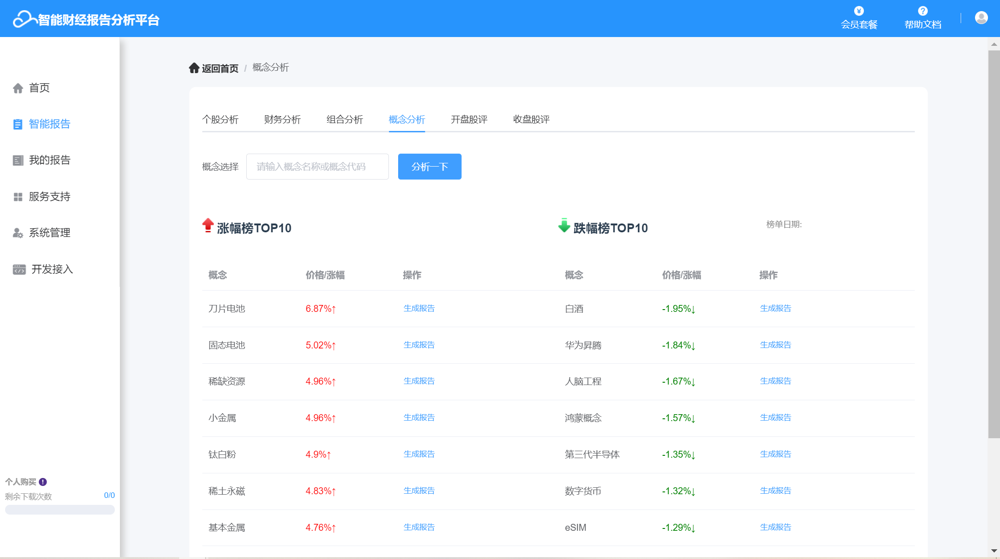 智能财经报告分析平台
会员套餐
帮助文档
首页
智能报告
我的报告
服务支持
系统管理
开发接入
个人购买
剩余下载次数 0/0
返回首页 / 概念分析
个股分析 财务分析 组合分析 概念分析 开盘股评 收盘股评
概念选择 请输入概念名称或概念代码 分析一下
涨幅榜TOP10 跌幅榜TOP10 榜单日期:
概念 价格/涨幅 操作 概念 价格/涨幅 操作
刀片电池 6.87%↑ 生成报告 白酒 -1.95%↓ 生成报告
固态电池 5.02%↑ 生成报告 华为昇腾 -1.84%↓ 生成报告
稀缺资源 4.96%↑ 生成报告 人脑工程 -1.67%↓ 生成报告
小金属 4.96%↑ 生成报告 鸿蒙概念 -1.57%↓ 生成报告
钛白粉 4.9%↑ 生成报告 第三代半导体 -1.35%↓ 生成报告
稀土永磁 4.83%↑ 生成报告 数字货币 -1.32%↓ 生成报告
基本金属 4.76%↑ 生成报告 eSIM -1.29%↓ 生成报告